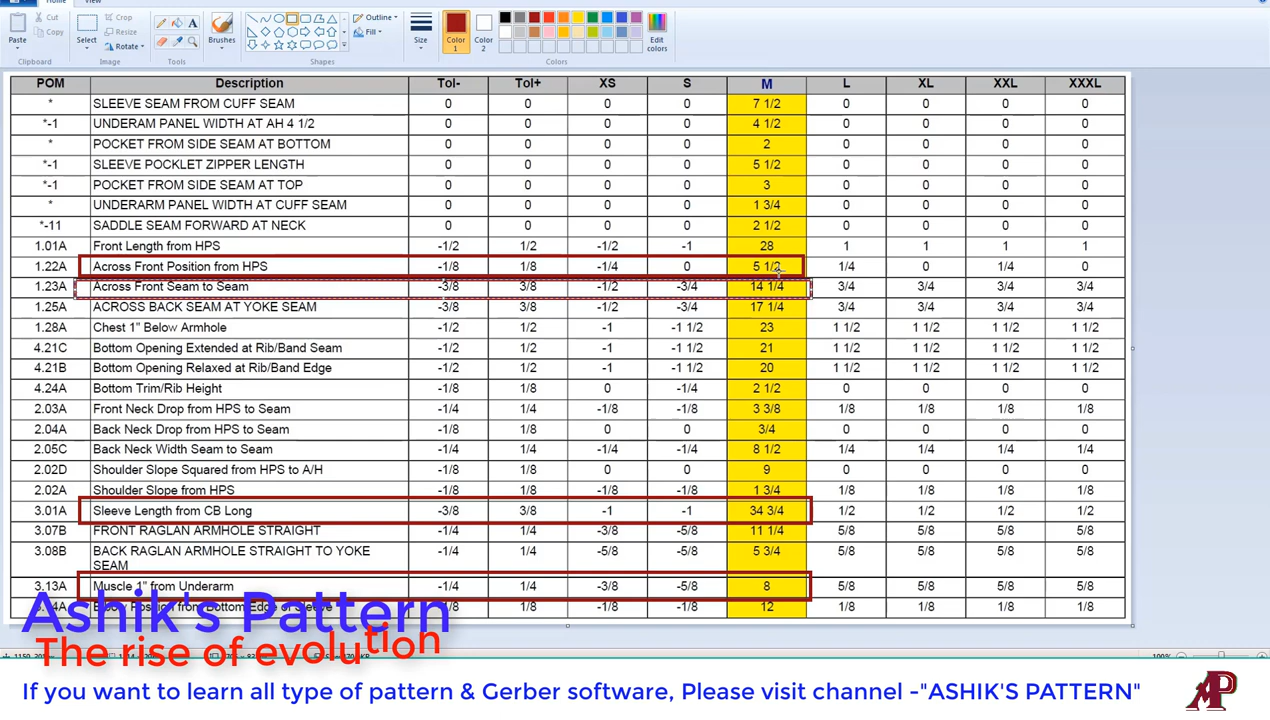 Home View
Cut
Copy
Paste
Clipboard
Select
Crop
Resize
Rotate
Image
A
Tools
Brushes
Outline
Fill
Shapes
Size
Color 1
Color 2
Edit colors
Colors
POM Description Tol- Tol+ XS S M L XL XXL XXXL
* SLEEVE SEAM FROM CUFF SEAM 0 0 0 0 7 1/2 0 0 0 0
*-1 UNDERAM PANEL WIDTH AT AH 4 1/2 0 0 0 0 4 1/2 0 0 0 0
* POCKET FROM SIDE SEAM AT BOTTOM 0 0 0 0 2 0 0 0 0
*-1 SLEEVE POCKLET ZIPPER LENGTH 0 0 0 0 5 1/2 0 0 0 0
*-1 POCKET FROM SIDE SEAM AT TOP 0 0 0 0 3 0 0 0 0
* UNDERARM PANEL WIDTH AT CUFF SEAM 0 0 0 0 1 3/4 0 0 0 0
*-11 SADDLE SEAM FORWARD AT NECK 0 0 0 0 2 1/2 0 0 0 0
1.01A Front Length from HPS -1/2 1/2 -1/2 -1 28 1 1 1 1
1.22A Across Front Position from HPS -1/8 1/8 -1/4 0 5 1/2 1/4 0 1/4 0
1.23A Across Front Seam to Seam -3/8 3/8 -1/2 -3/4 14 1/4 3/4 3/4 3/4 3/4
1.25A ACROSS BACK SEAM AT YOKE SEAM -3/8 3/8 -1/2 -3/4 17 1/4 3/4 3/4 3/4 3/4
1.28A Chest 1" Below Armhole -1/2 1/2 -1 -1 1/2 23 1 1/2 1 1/2 1 1/2 1 1/2
4.21C Bottom Opening Extended at Rib/Band Seam -1/2 1/2 -1 -1 1/2 21 1 1/2 1 1/2 1 1/2 1 1/2
4.21B Bottom Opening Relaxed at Rib/Band Edge -1/2 1/2 -1 -1 1/2 20 1 1/2 1 1/2 1 1/2 1 1/2
4.24A Bottom Trim/Rib Height -1/8 1/8 0 -1/4 2 1/2 0 0 0 0
2.03A Front Neck Drop from HPS to Seam -1/4 1/4 -1/8 -1/8 3 3/8 1/8 1/8 1/8 1/8
2.04A Back Neck Drop from HPS to Seam -1/8 1/8 0 0 3/4 0 0 0 0
2.05C Back Neck Width Seam to Seam -1/4 1/4 -1/4 -1/4 8 1/2 1/4 1/4 1/4 1/4
2.02D Shoulder Slope Squared from HPS to A/H -1/8 1/8 0 0 9 0 0 0 0
2.02A Shoulder Slope from HPS -1/8 1/8 -1/8 -1/8 1 3/4 1/8 1/8 1/8 1/8
3.01A Sleeve Length from CB Long -3/8 3/8 -1 -1 34 3/4 1/2 1/2 1/2 1/2
3.07B FRONT RAGLAN ARMHOLE STRAIGHT -1/4 1/4 -3/8 -5/8 11 1/4 5/8 5/8 5/8 5/8
3.08B BACK RAGLAN ARMHOLE STRAIGHT TO YOKE SEAM -1/4 1/4 -5/8 -5/8 5 3/4 5/8 5/8 5/8 5/8
3.13A Muscle 1" from Underarm -1/4 1/4 -3/8 -5/8 8 5/8 5/8 5/8 5/8
Elbow Position from Bottom Edge of Sleeve 1/8 -1/8 -1/8 12 1/8 1/8 1/8 1/8
Ashik's Pattern
The rise of evolution
100%
If you want to learn all type of pattern & Gerber software, Please visit channel -"ASHIK'S PATTERN"
AP